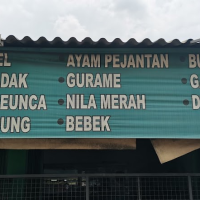 EL AYAM PEJANTAN BU
DAK • GURAME G
EUNCA • NILA MERAH D
UNG • BEBEK